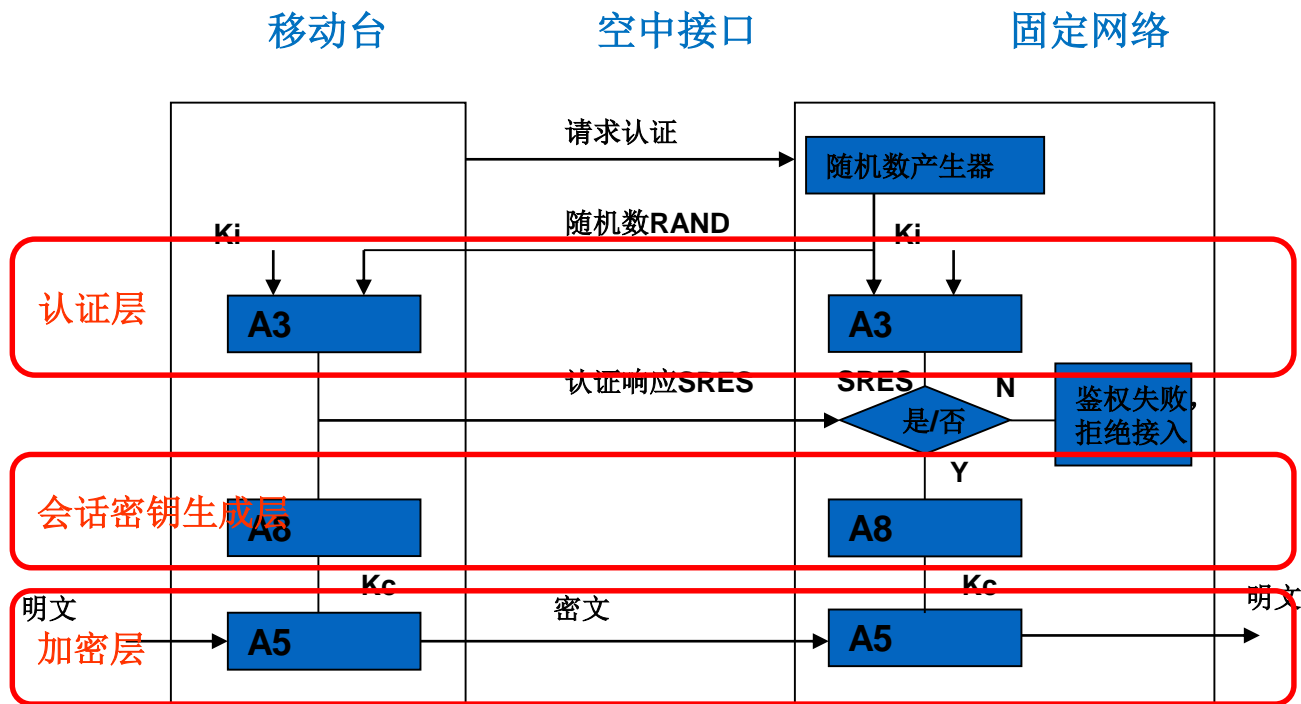 移动台
空中接口
固定网络
请求认证
随机数产生器
随机数RAND
Ki
Ki
认证层
A3
A3
认证响应SRES
SRES
N
是/否
鉴权失败，
拒绝接入
Y
会话密钥生成层
A8
A8
Kc
Kc
明文
密文
明文
加密层
A5
A5